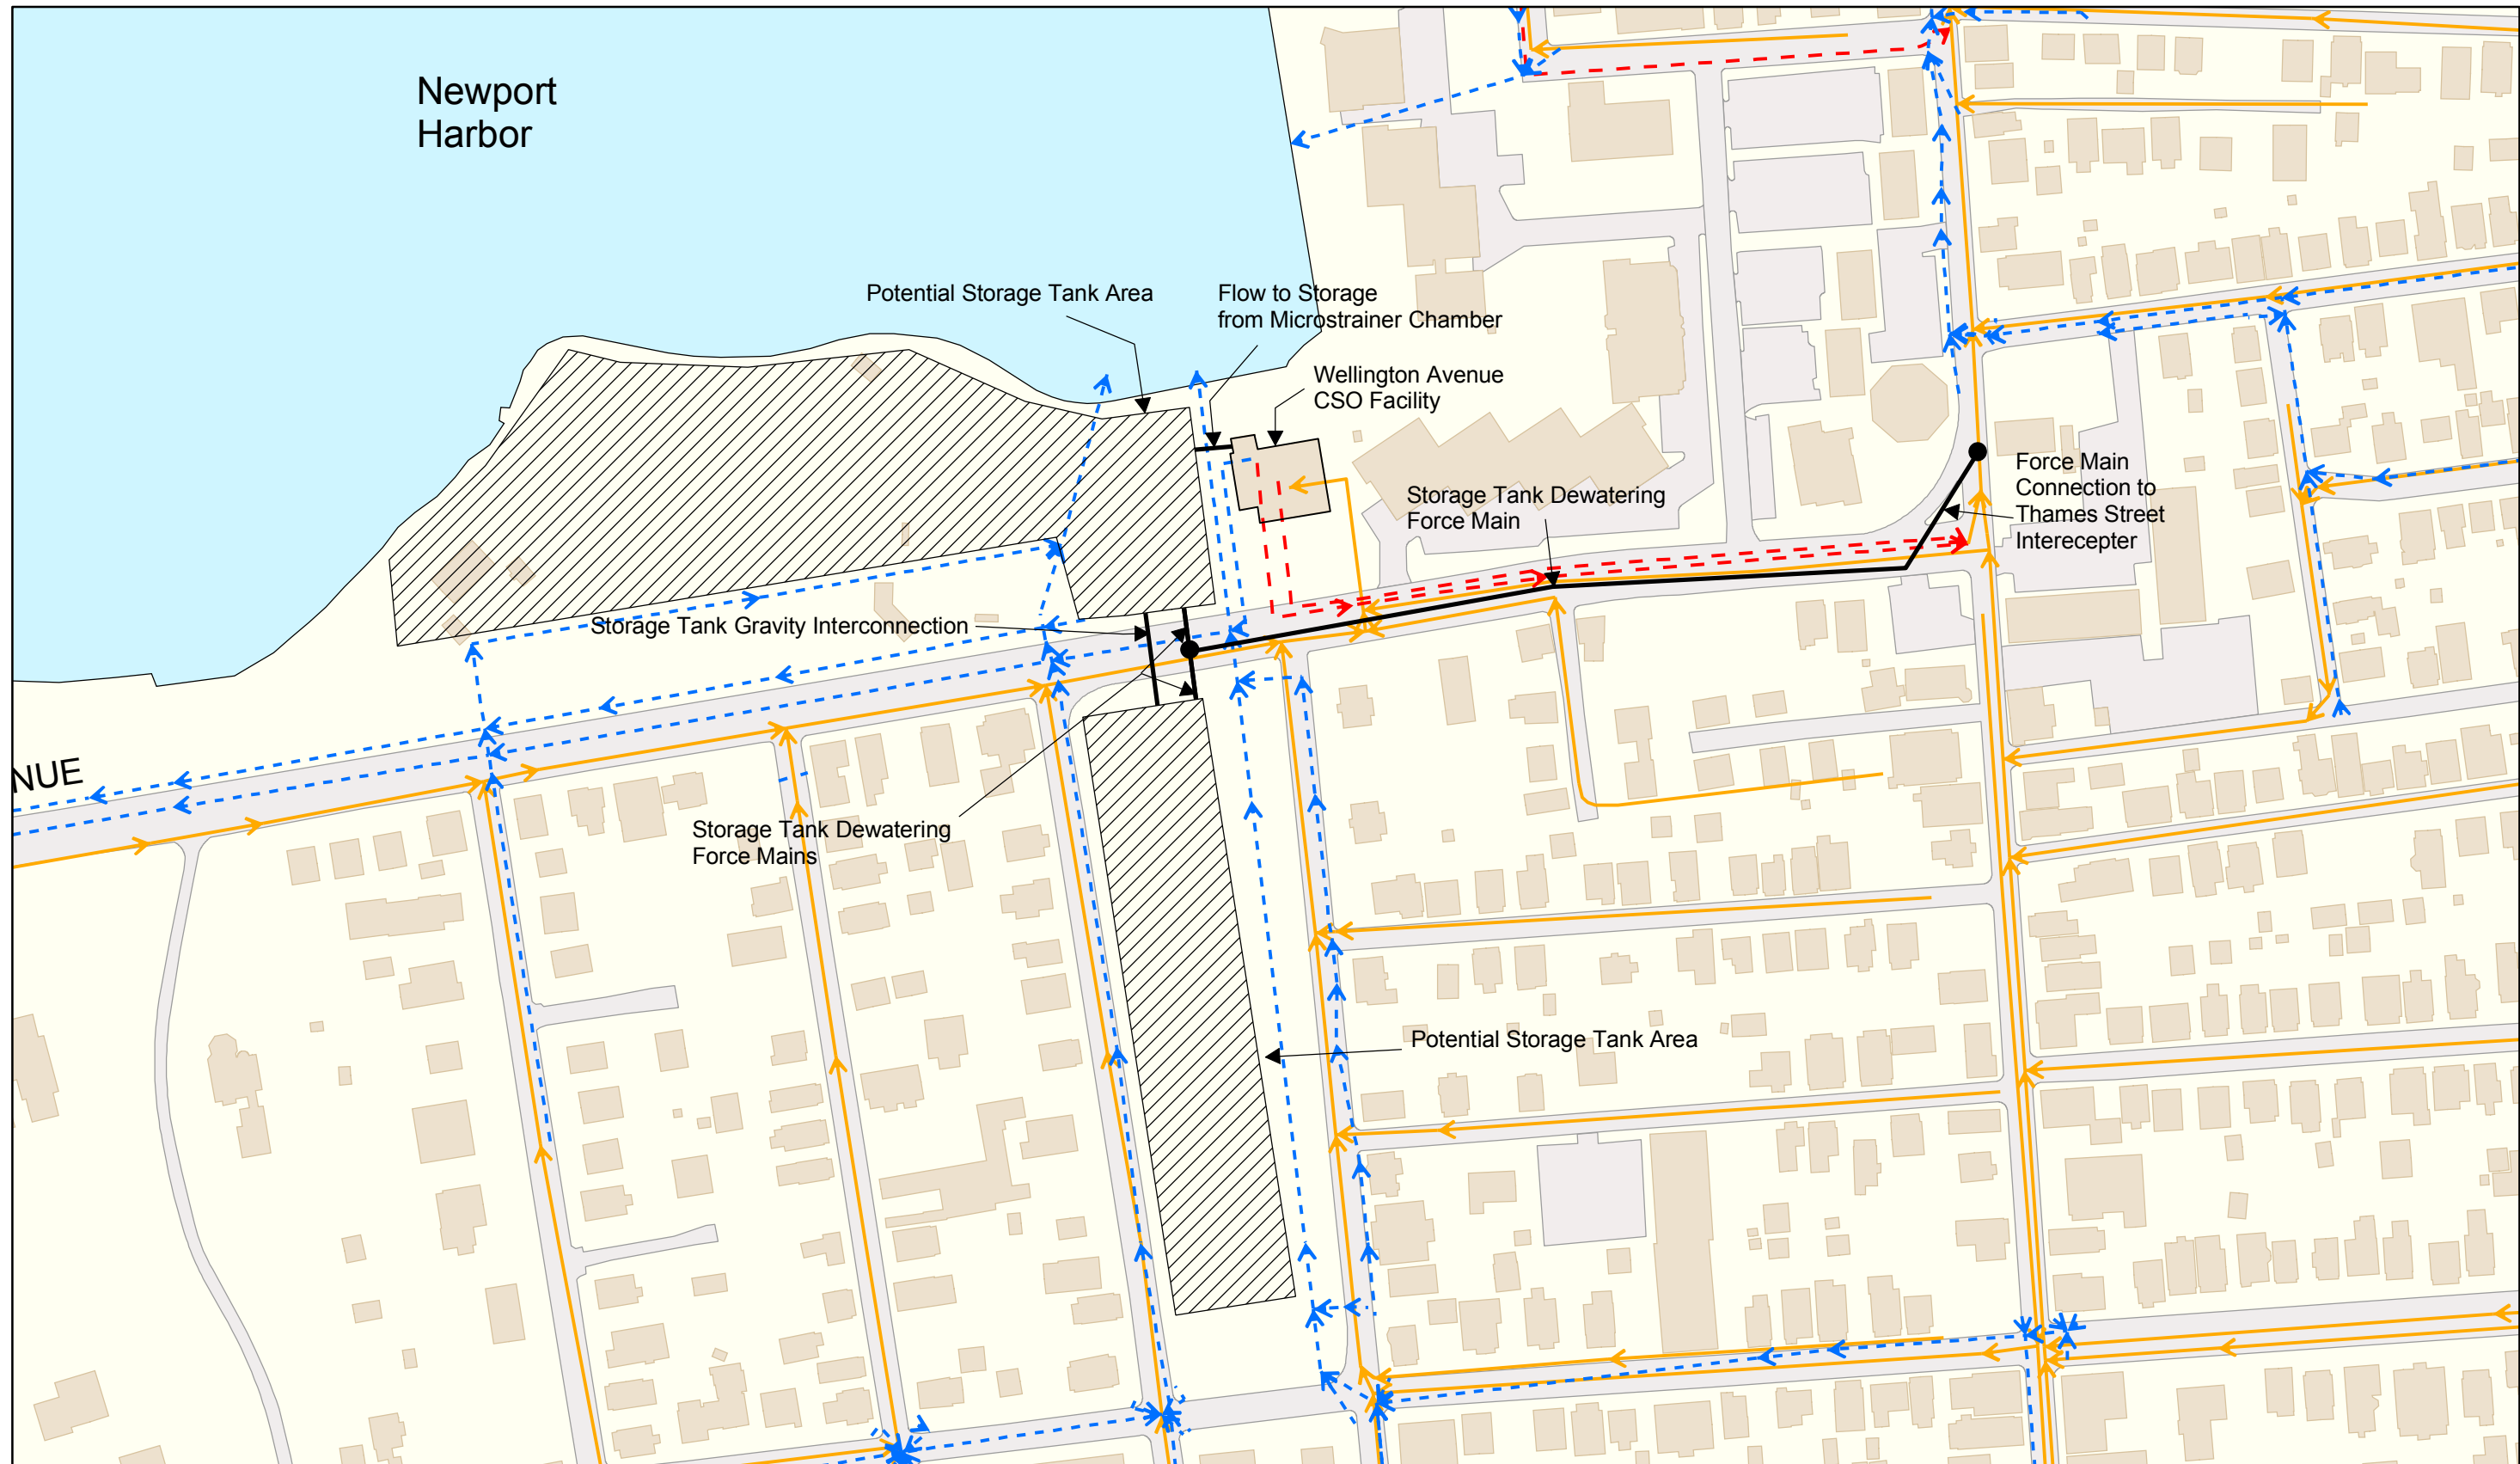 Newport
Harbor
Potential Storage Tank Area
Flow to Storage
from Microstrainer Chamber
Wellington Avenue
CSO Facility
Storage Tank Dewatering
Force Main
Force Main
Connection to
Thames Street
Interecepter
Storage Tank Gravity Interconnection
NUE
Storage Tank Dewatering
Force Mains
Potential Storage Tank Area